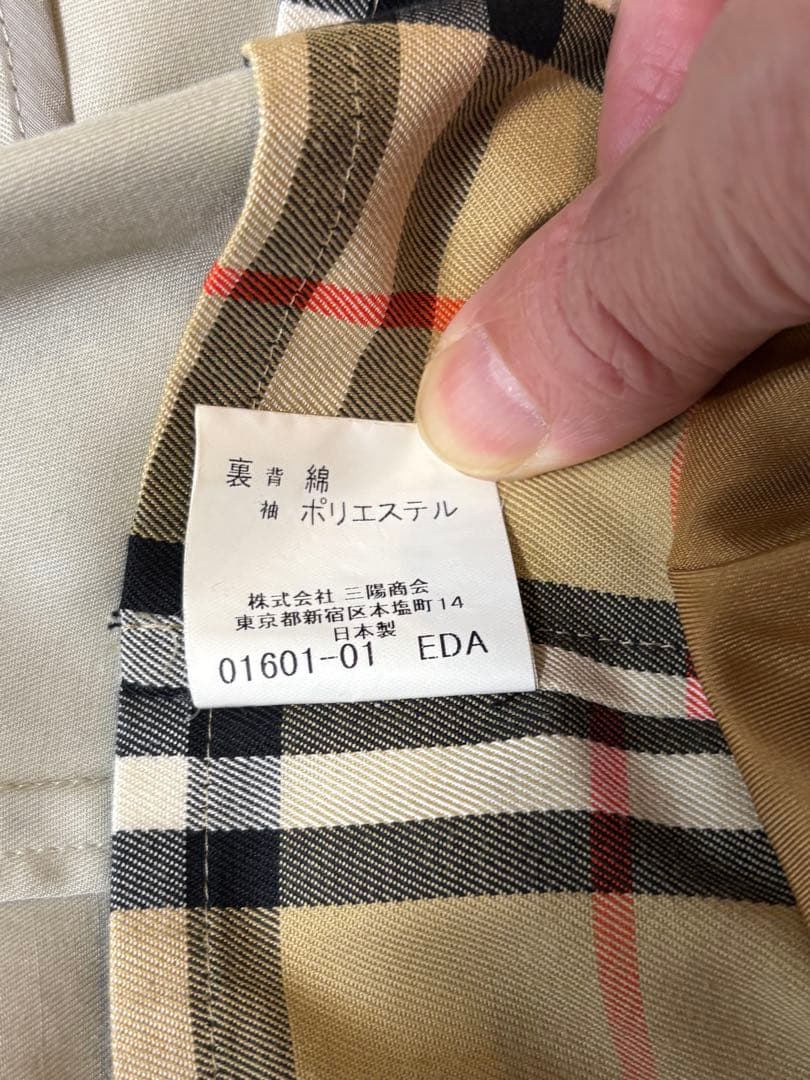 裏 背 綿
袖 ポリエステル
株式会社 三陽商会
東京都新宿区本塩町14
日本製
01601-01 EDA